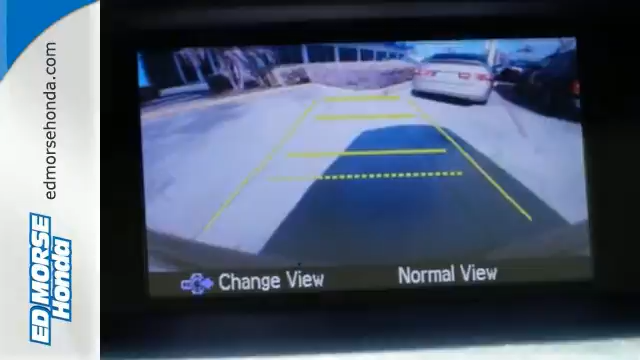 edmorsehonda.com
ED MORSE
Honda
Change View
Normal View